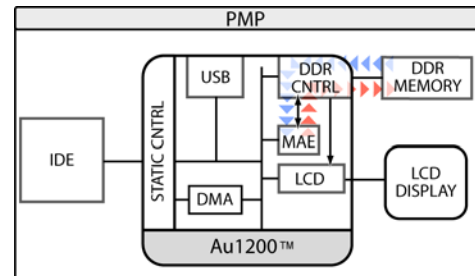 PMP
USB
DDR
CNTRL
DDR
MEMORY
STATIC CNTRL
MAE
IDE
LCD
LCD
DISPLAY
DMA
Au1200™